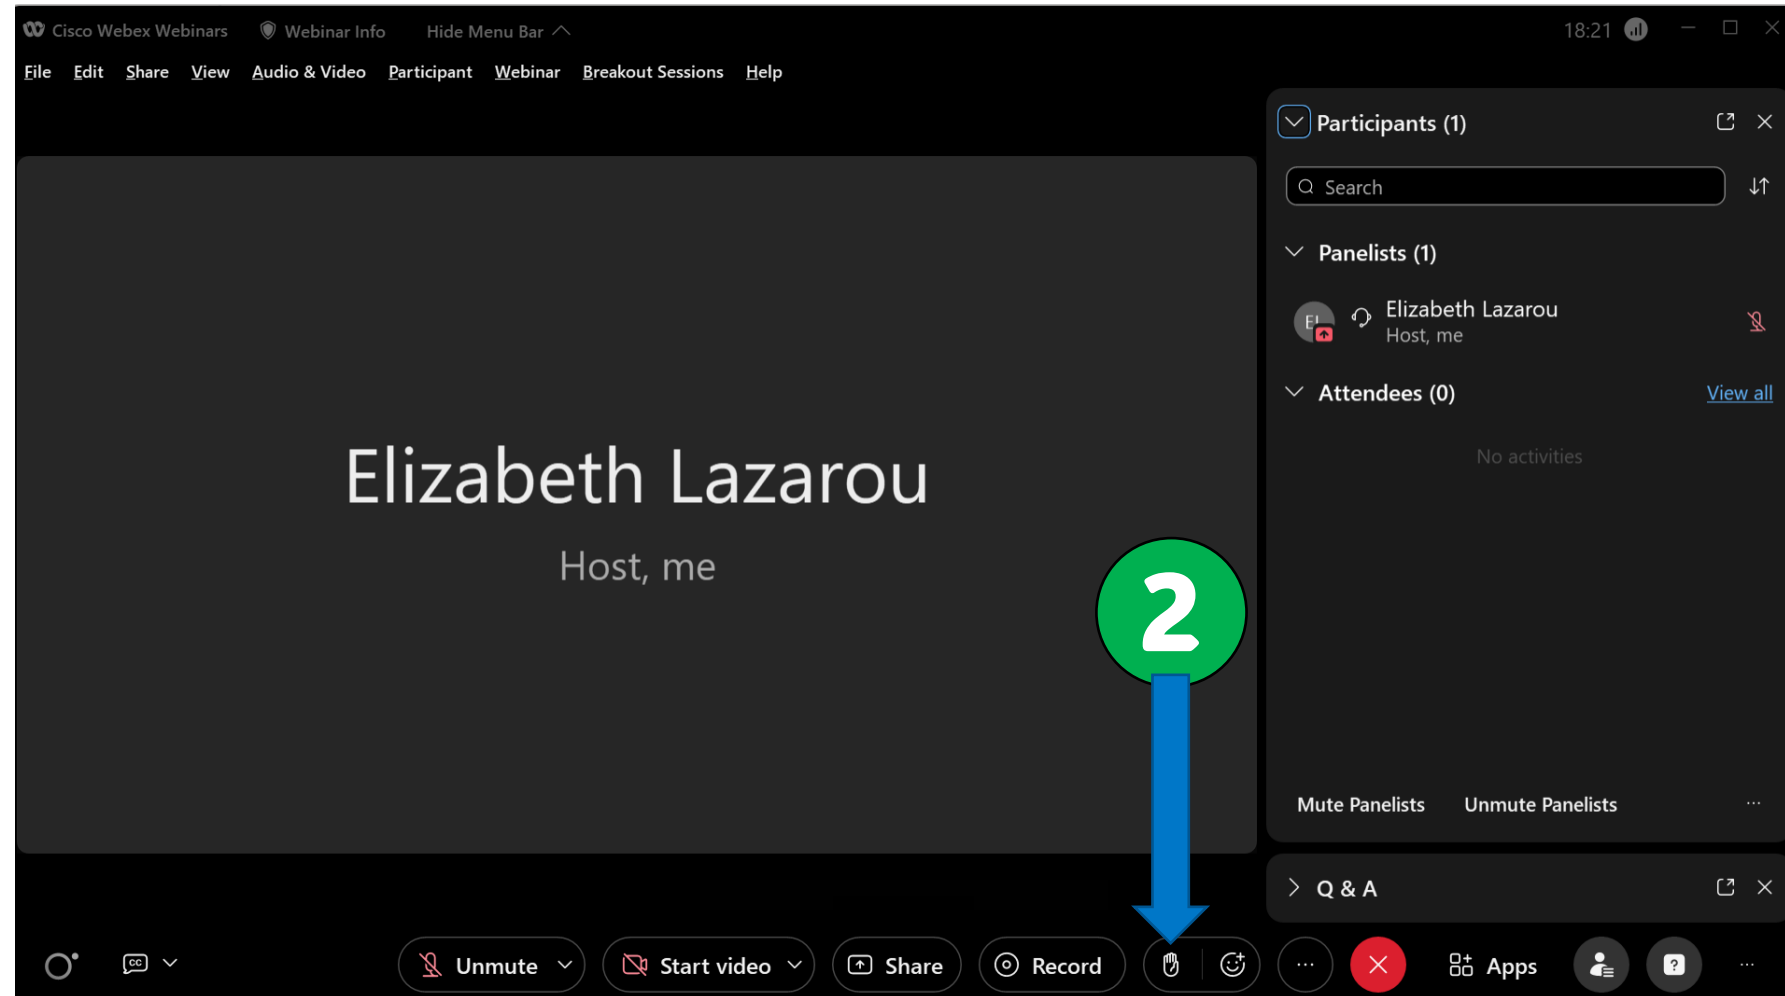 Cisco Webex Webinars Webinar Info Hide Menu Bar 18:21
File Edit Share View Audio & Video Participant Webinar Breakout Sessions Help
Participants (1)
Search
Panelists (1)
EL Elizabeth Lazarou
Host, me
Attendees (0) View all
No activities
Elizabeth Lazarou
Host, me
2
Mute Panelists Unmute Panelists ...
Q & A
CC Unmute Start video Share Record ... Apps ? ...